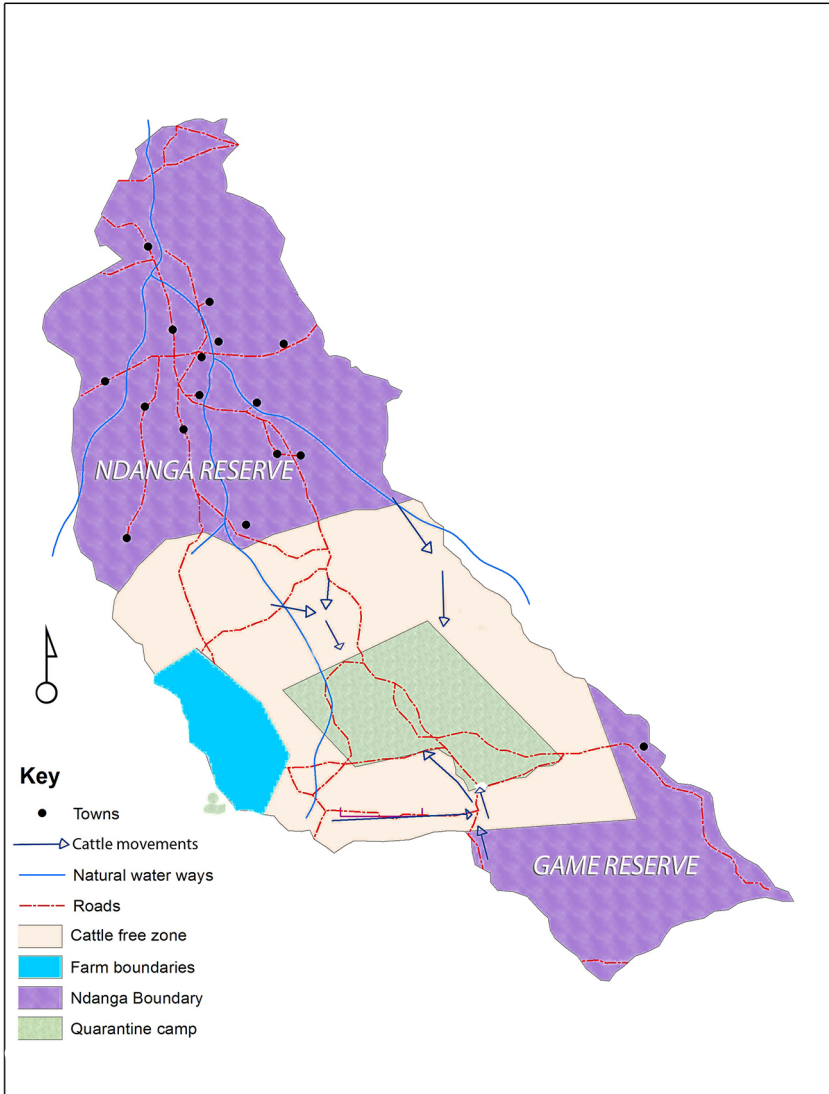 NDANGA RESERVE
GAME RESERVE
Key
Towns
Cattle movements
Natural water ways
Roads
Cattle free zone
Farm boundaries
Ndanga Boundary
Quarantine camp